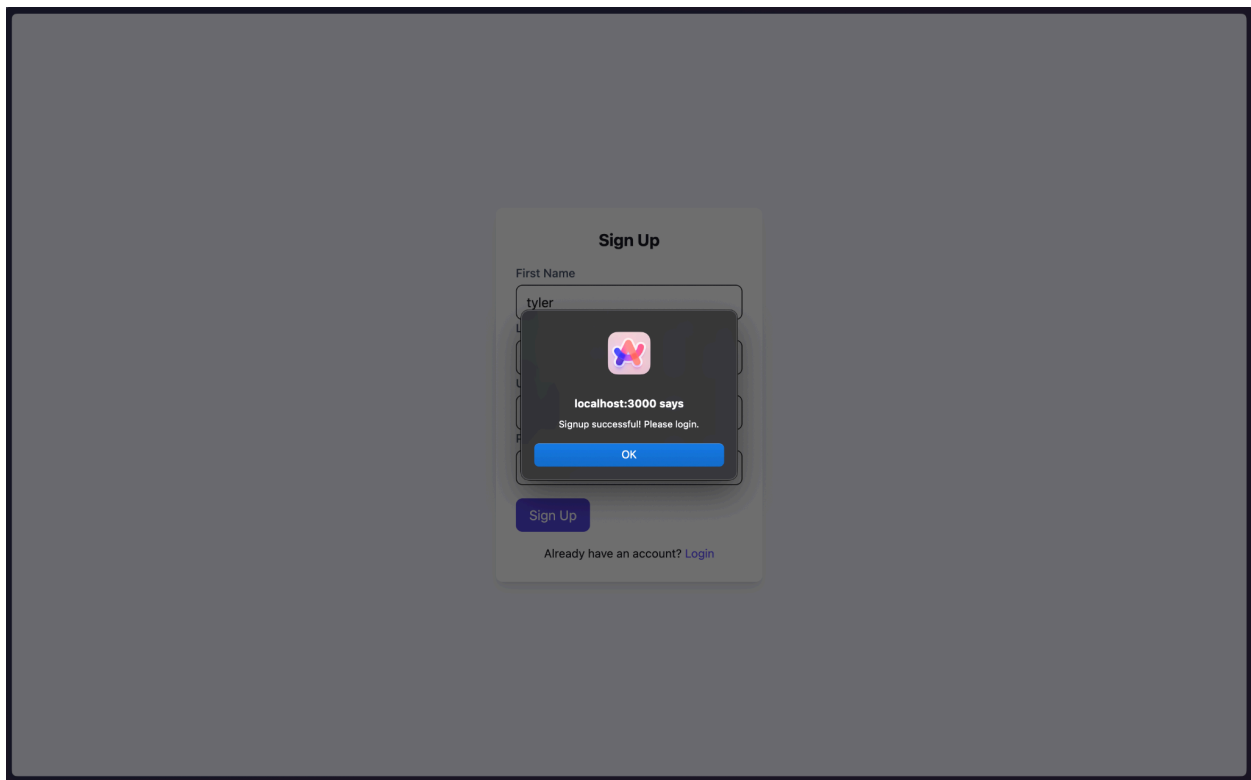 Sign Up
First Name
tyler
localhost:3000 says
Signup successful! Please login.
OK
Sign Up
Already have an account? Login